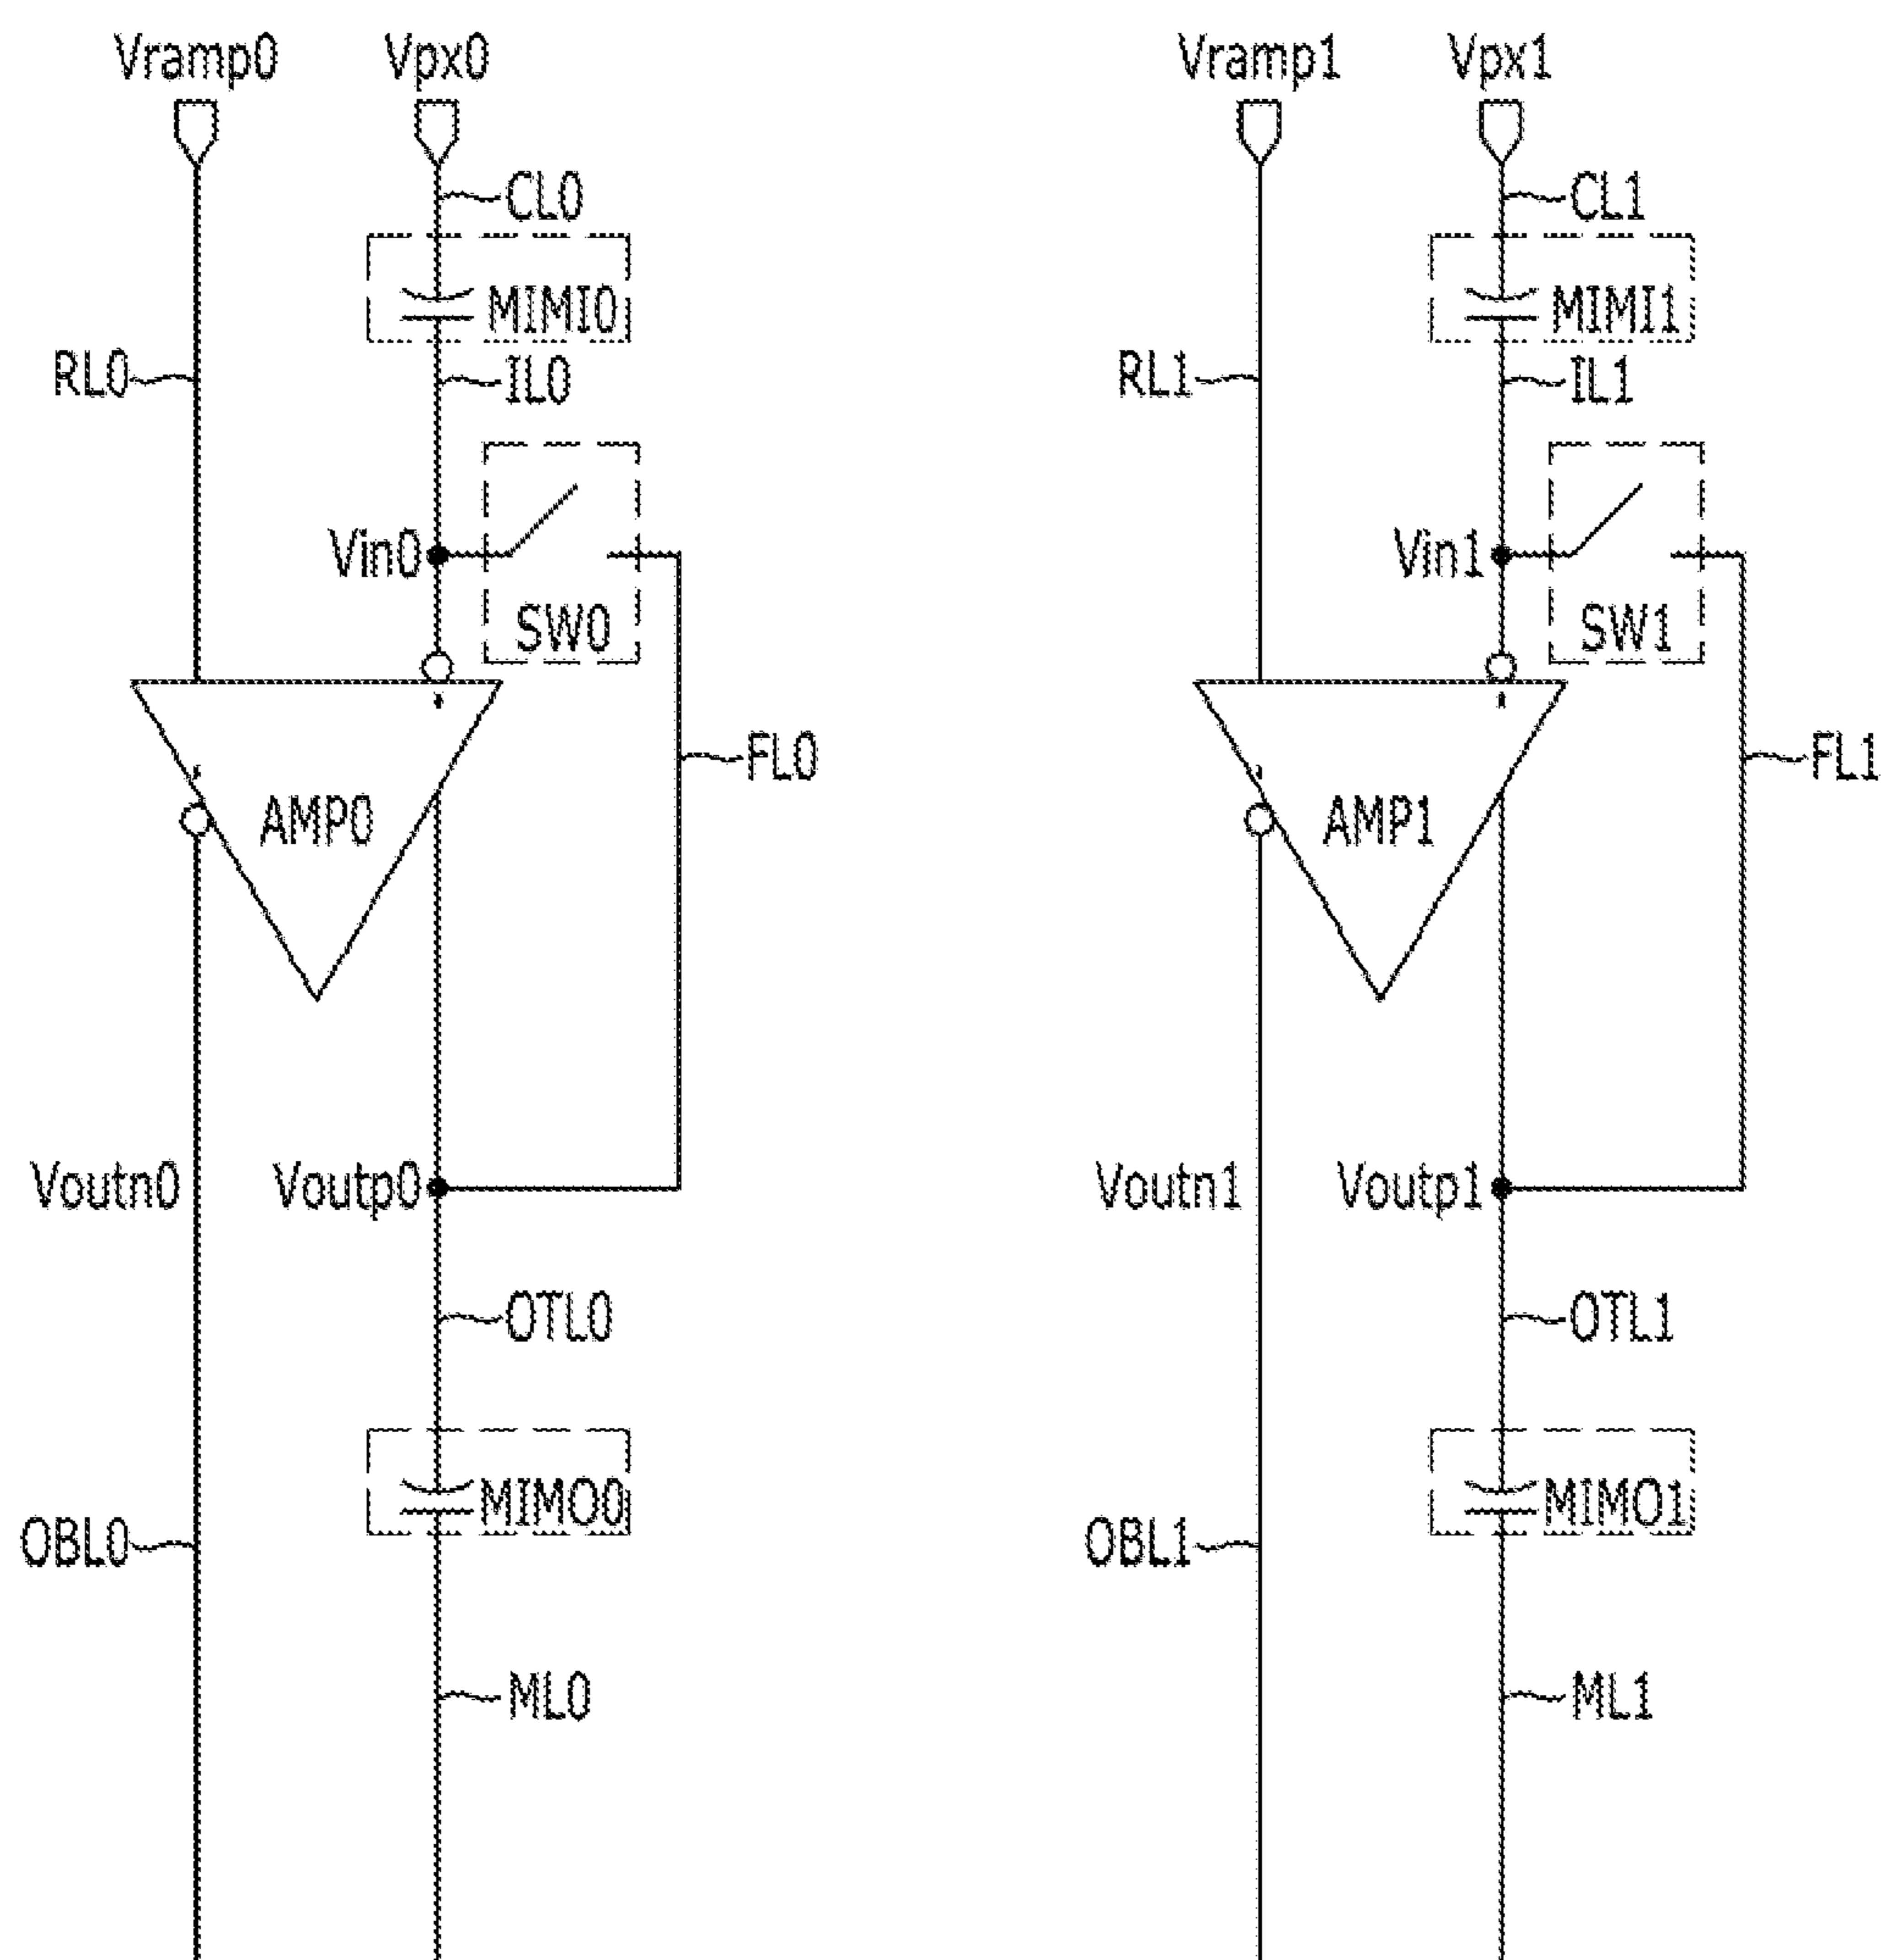 Vramp0 Vpx0 Vramp1 Vpx1
CL0 CL1
MIMI0 MIMI1
RL0 IL0 RL1 IL1
Vin0 Vin1
SW0 SW1
FL0 FL1
AMP0 AMP1
Voutn0 Voutp0 Voutn1 Voutp1
OTL0 OTL1
MIMO0 MIMO1
OBL0 OBL1
ML0 ML1